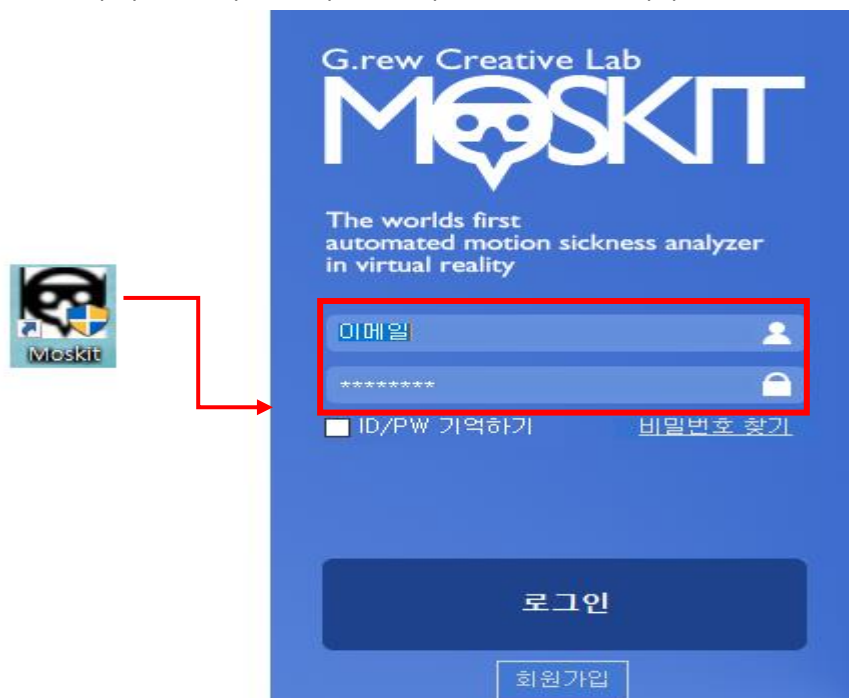 G.rew Creative Lab
MOSKIT
The worlds first
automated motion sickness analyzer
in virtual reality
Moskit
이메일
********
ID/PW 기억하기
비밀번호 찾기
로그인
회원가입